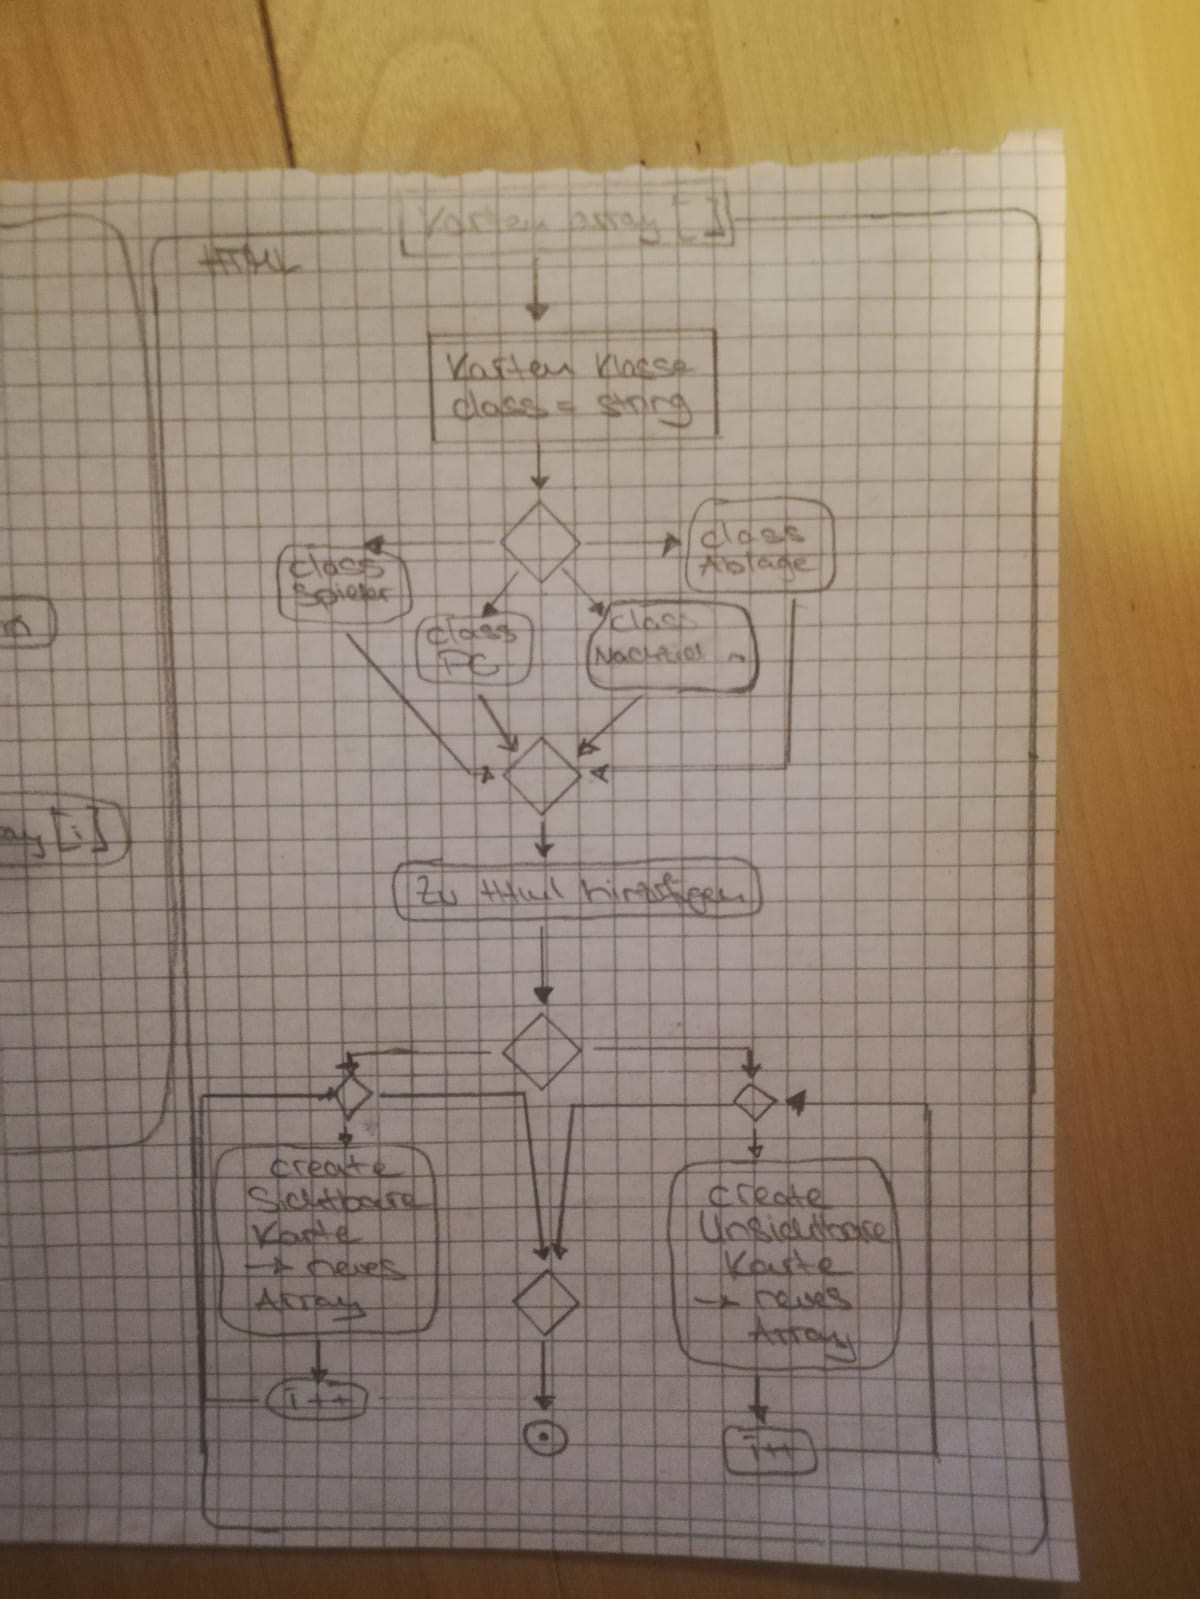 Karten array [ ]
HTML
Karten Klasse
class = string
class
Ablage
class
Spieler
class
PC
class
Nachziel
Zu Html hinzufügen
[i]
create
Sichtbare
Karte
→ neues
Array
i++
create
Unsichtbare
Karte
→ neues
Array
i++